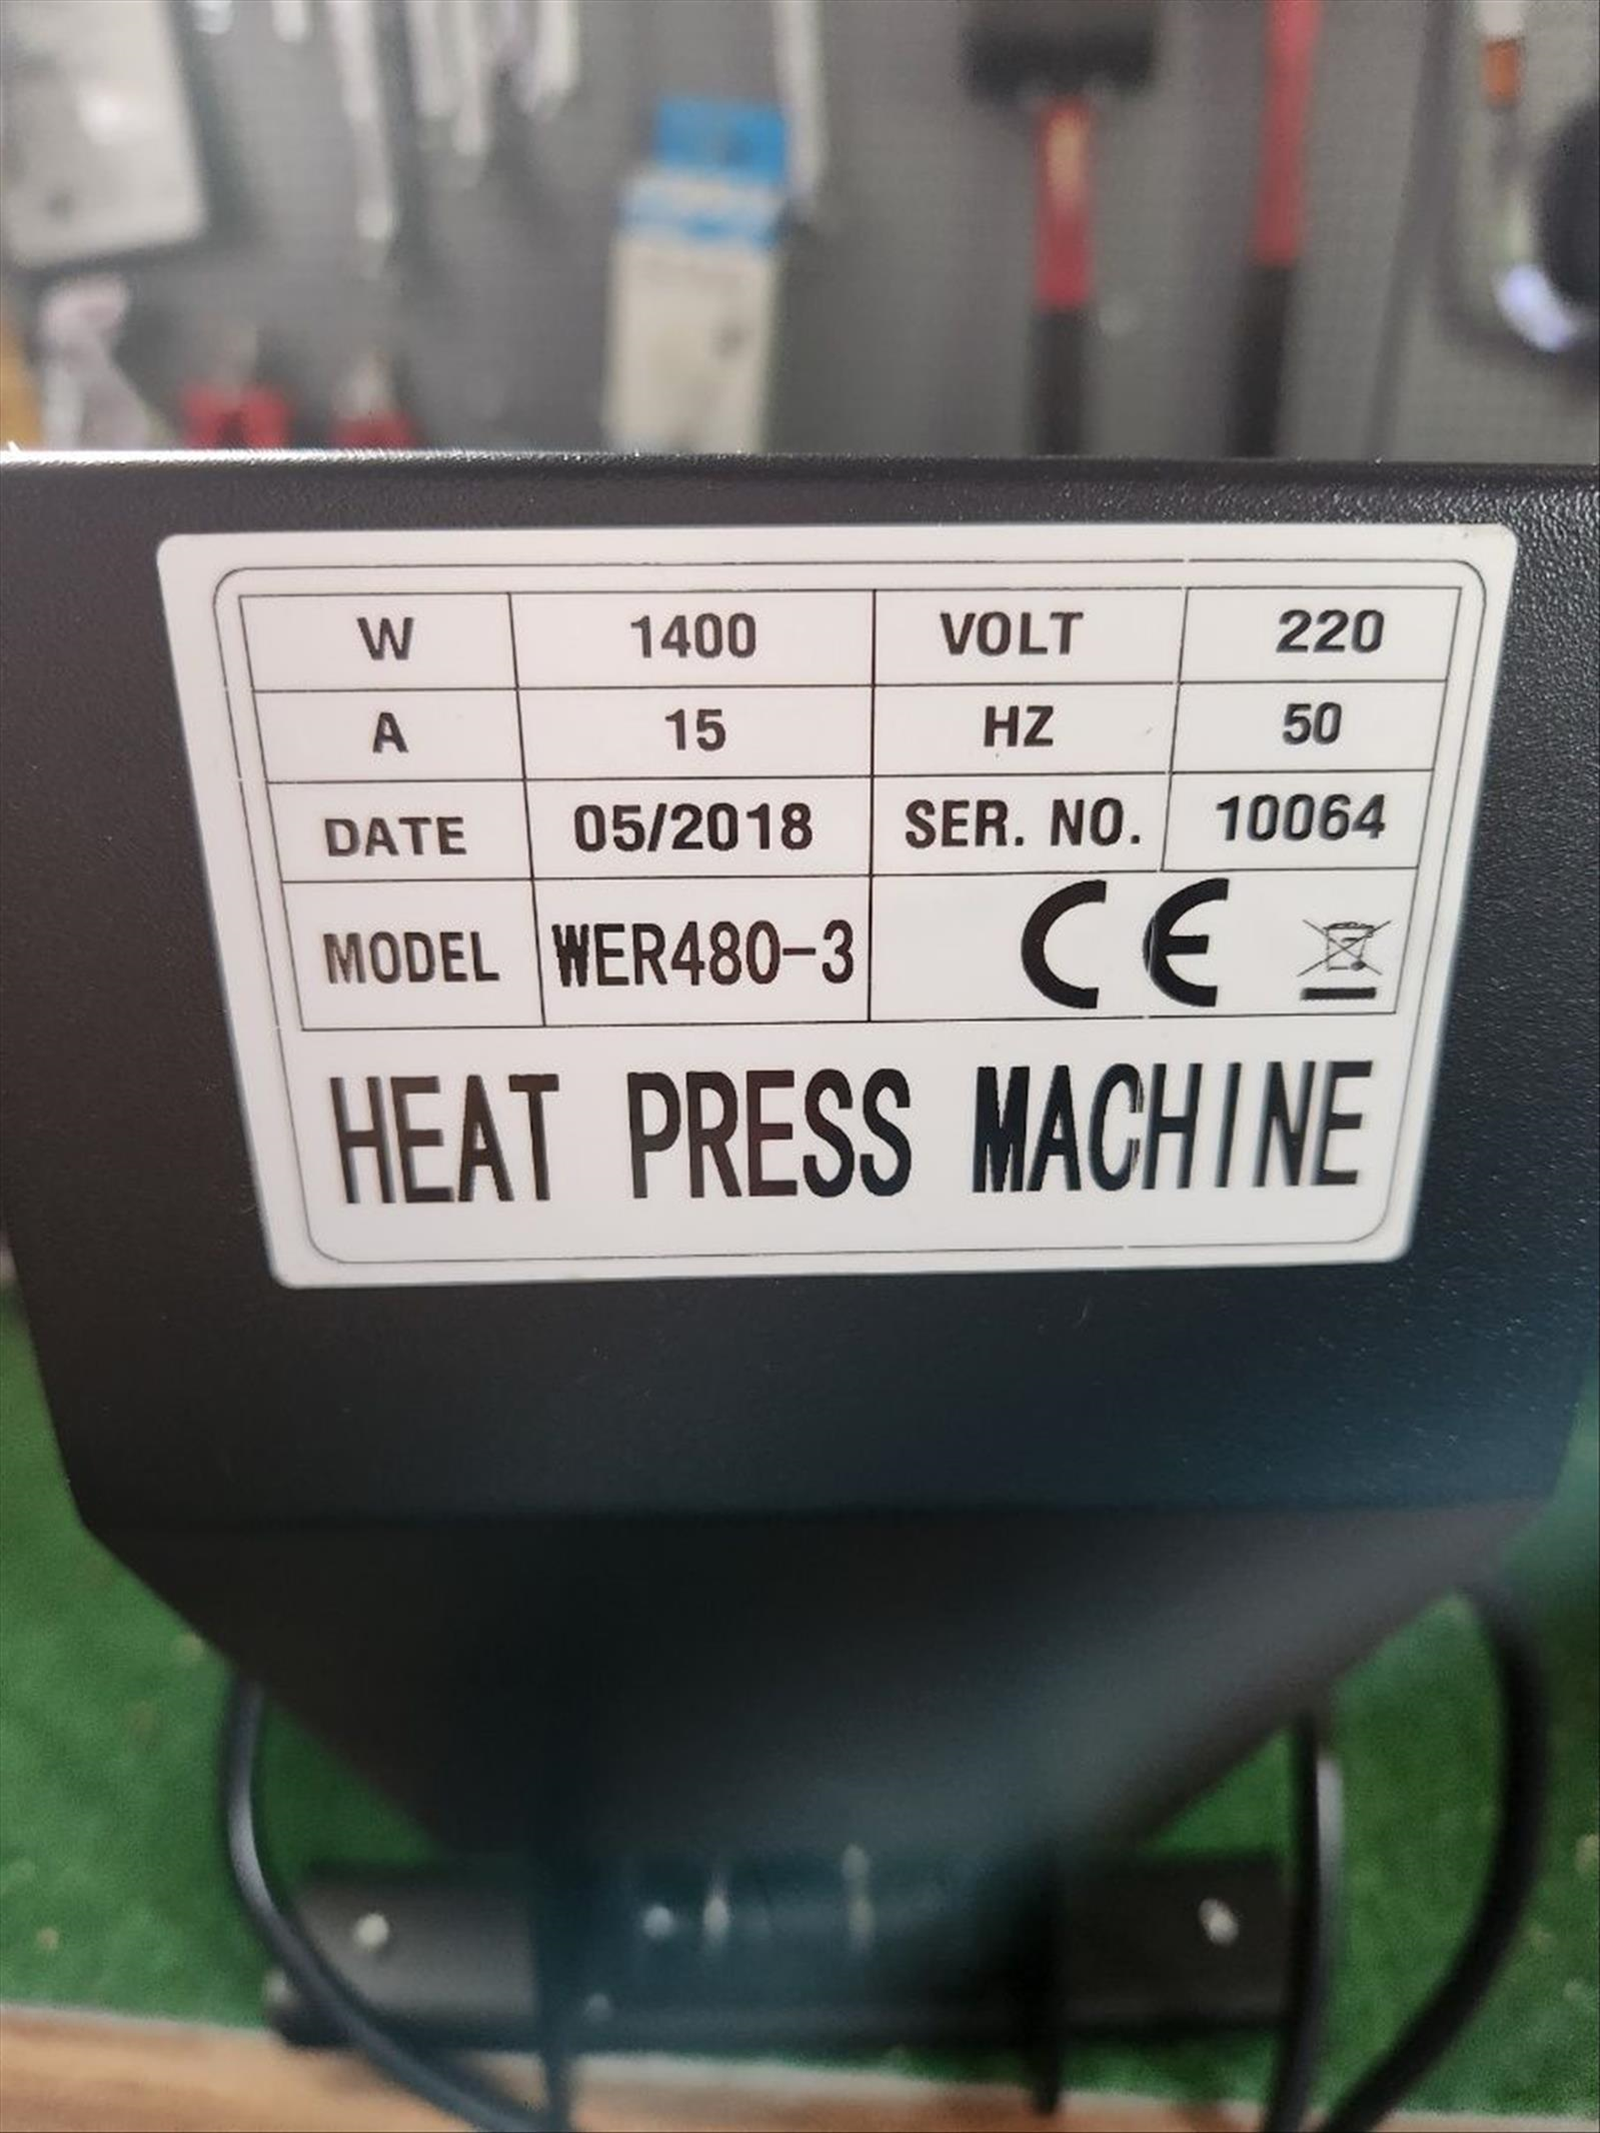 W 1400 VOLT 220
A 15 HZ 50
DATE 05/2018 SER. NO. 10064
MODEL WER480-3 CE
HEAT PRESS MACHINE